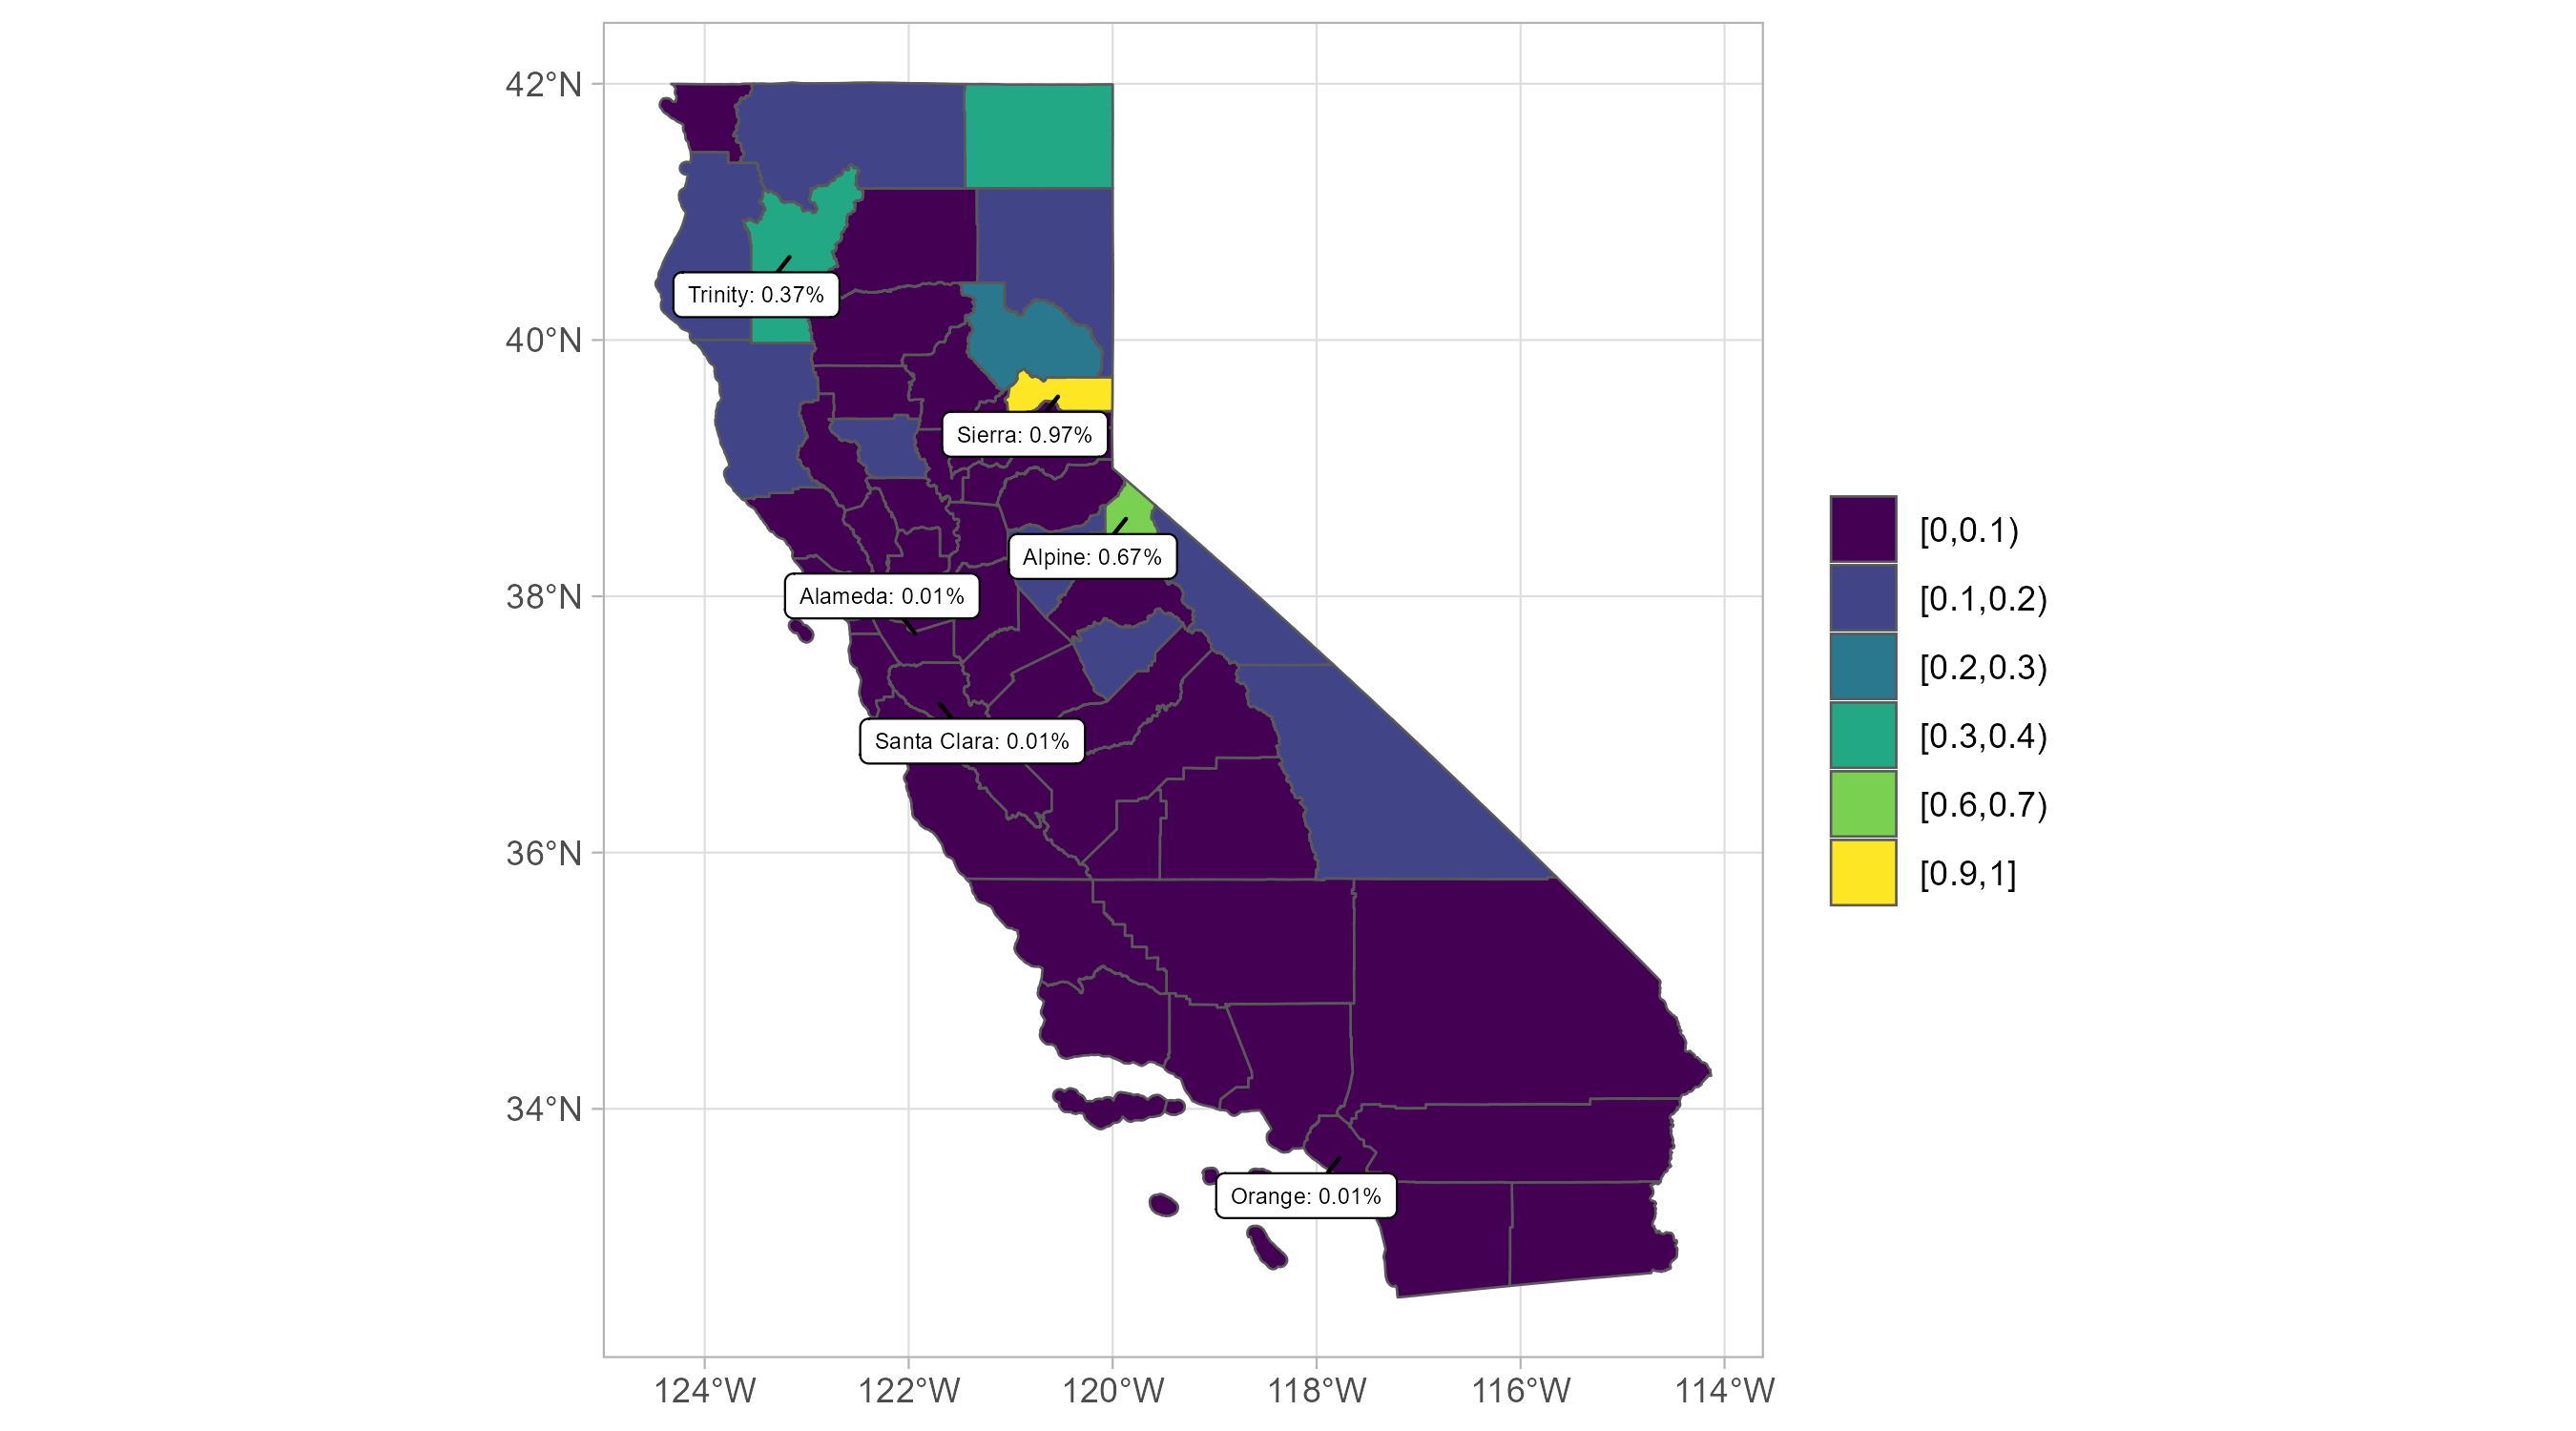 42°N
40°N
38°N
36°N
34°N
Trinity: 0.37%
Sierra: 0.97%
Alpine: 0.67%
Alameda: 0.01%
Santa Clara: 0.01%
Orange: 0.01%
124°W 122°W 120°W 118°W 116°W 114°W
[0,0.1)
[0.1,0.2)
[0.2,0.3)
[0.3,0.4)
[0.6,0.7)
[0.9,1]